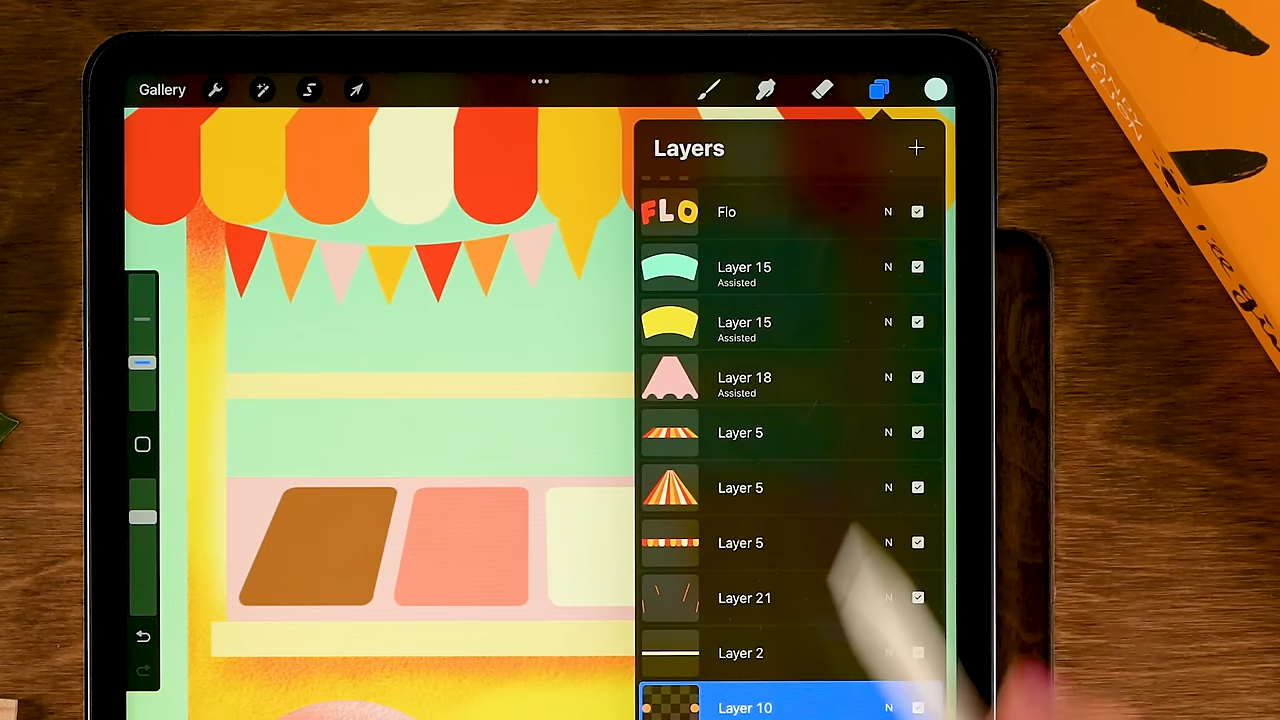 Gallery
Layers
FLO
Flo
N
Layer 15
N
Assisted
Layer 15
N
Assisted
Layer 18
N
Assisted
Layer 5
N
Layer 5
N
Layer 5
N
Layer 21
N
Layer 2
Layer 10
N